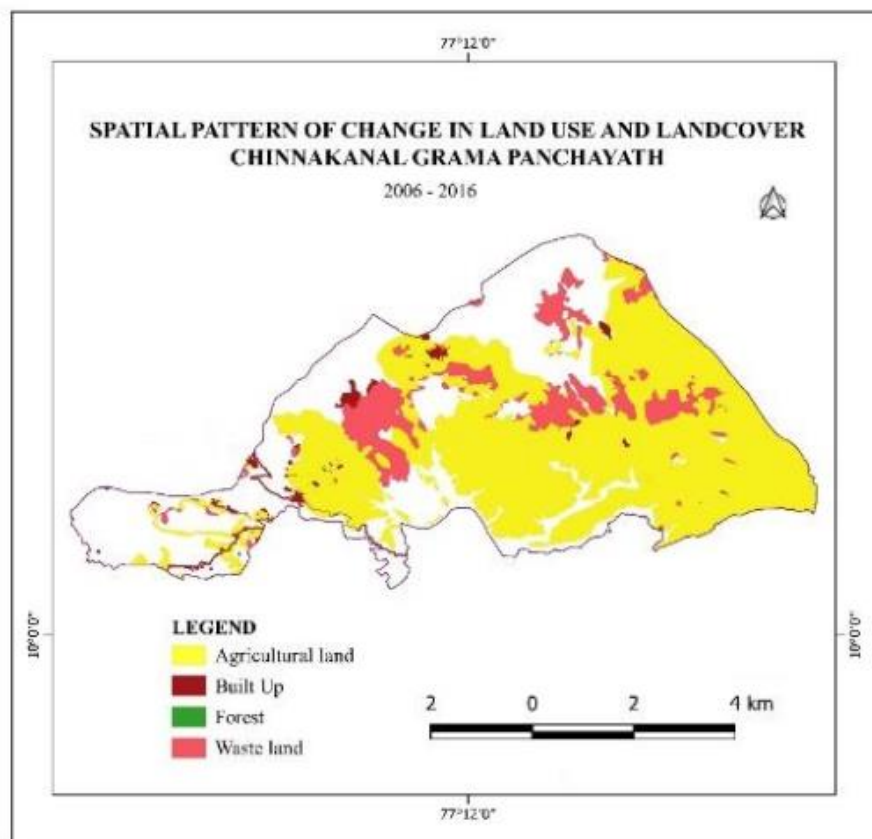 77°12'0"
SPATIAL PATTERN OF CHANGE IN LAND USE AND LANDCOVER
CHINNAKANAL GRAMA PANCHAYATH
2006 - 2016
10°0'0"
10°0'0"
LEGEND
Agricultural land
Built Up
Forest
Waste land
2 0 2 4 km
77°12'0"